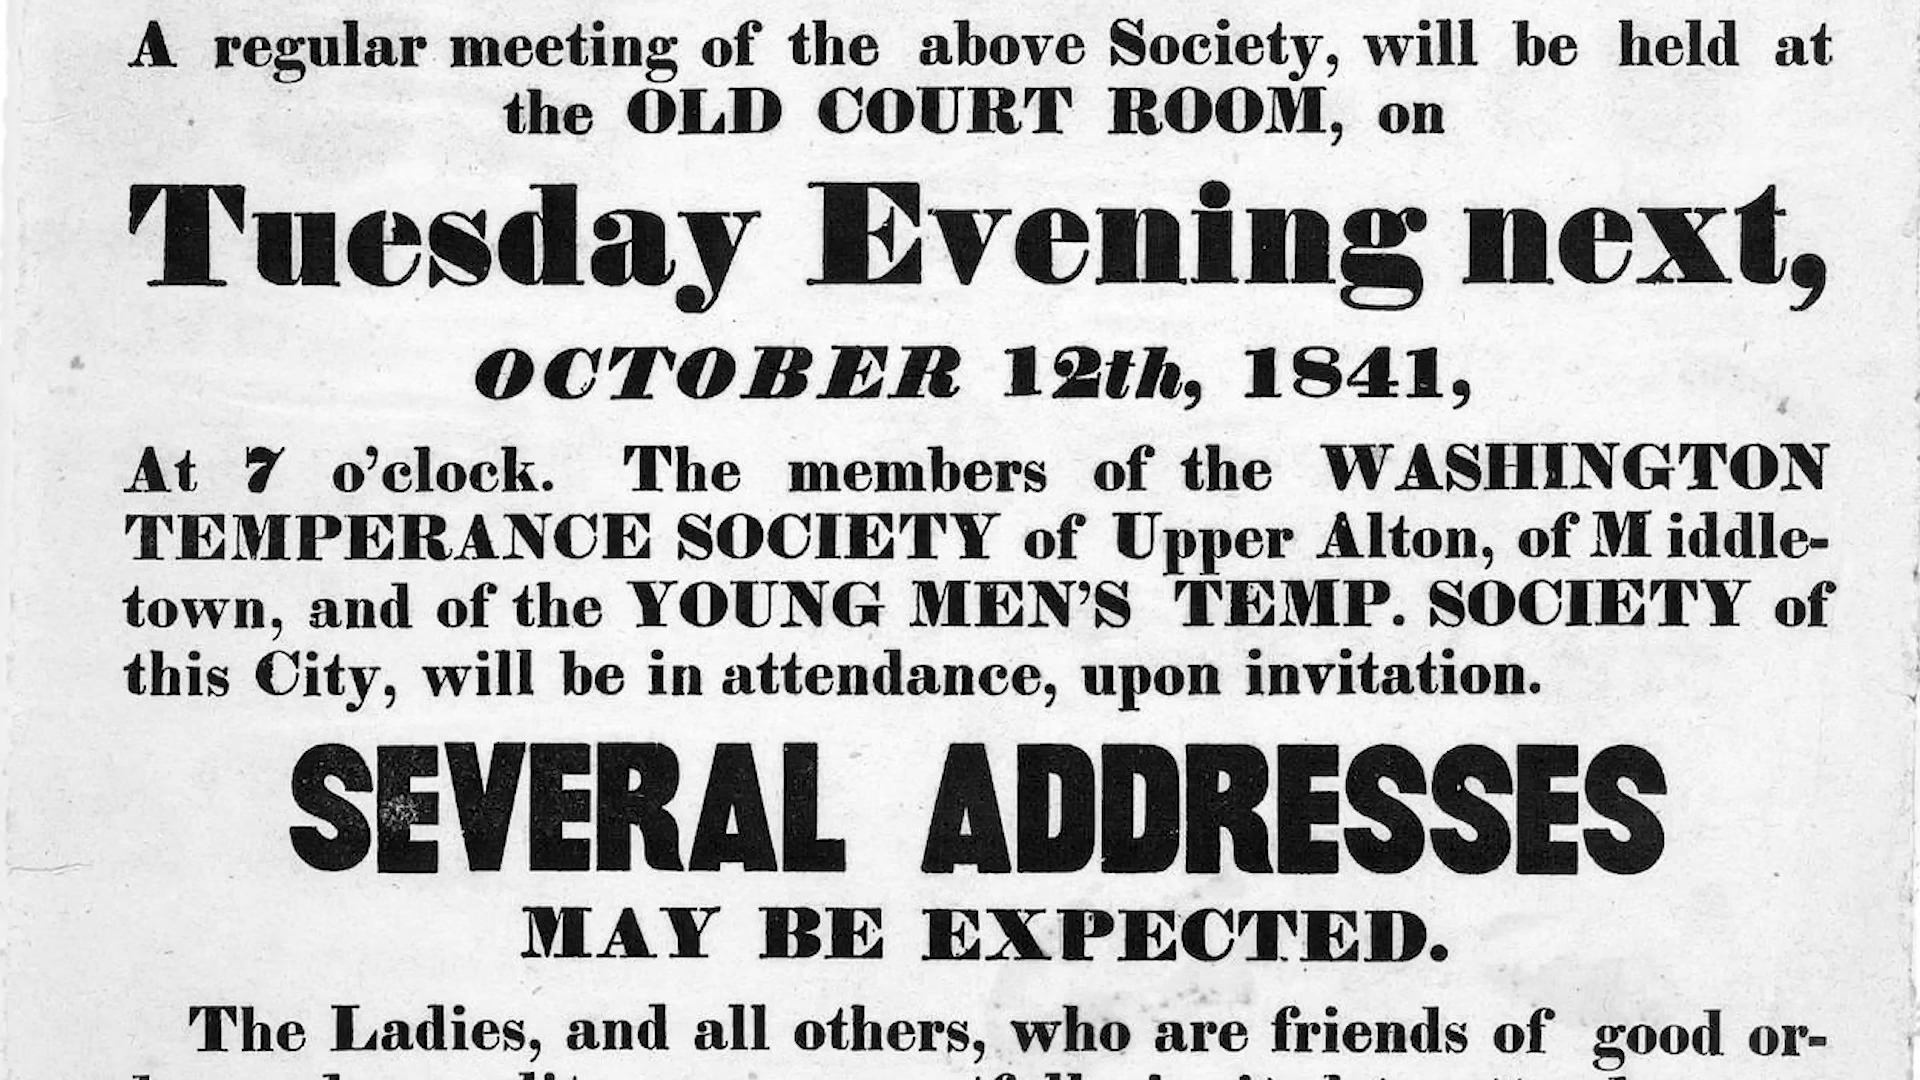 A regular meeting of the above Society, will be held at
the OLD COURT ROOM, on
Tuesday Evening next,
OCTOBER 12th, 1841,
At 7 o'clock. The members of the WASHINGTON
TEMPERANCE SOCIETY of Upper Alton, of Middle-
town, and of the YOUNG MEN'S TEMP. SOCIETY of
this City, will be in attendance, upon invitation.
SEVERAL ADDRESSES
MAY BE EXPECTED.
The Ladies, and all others, who are friends of good or-